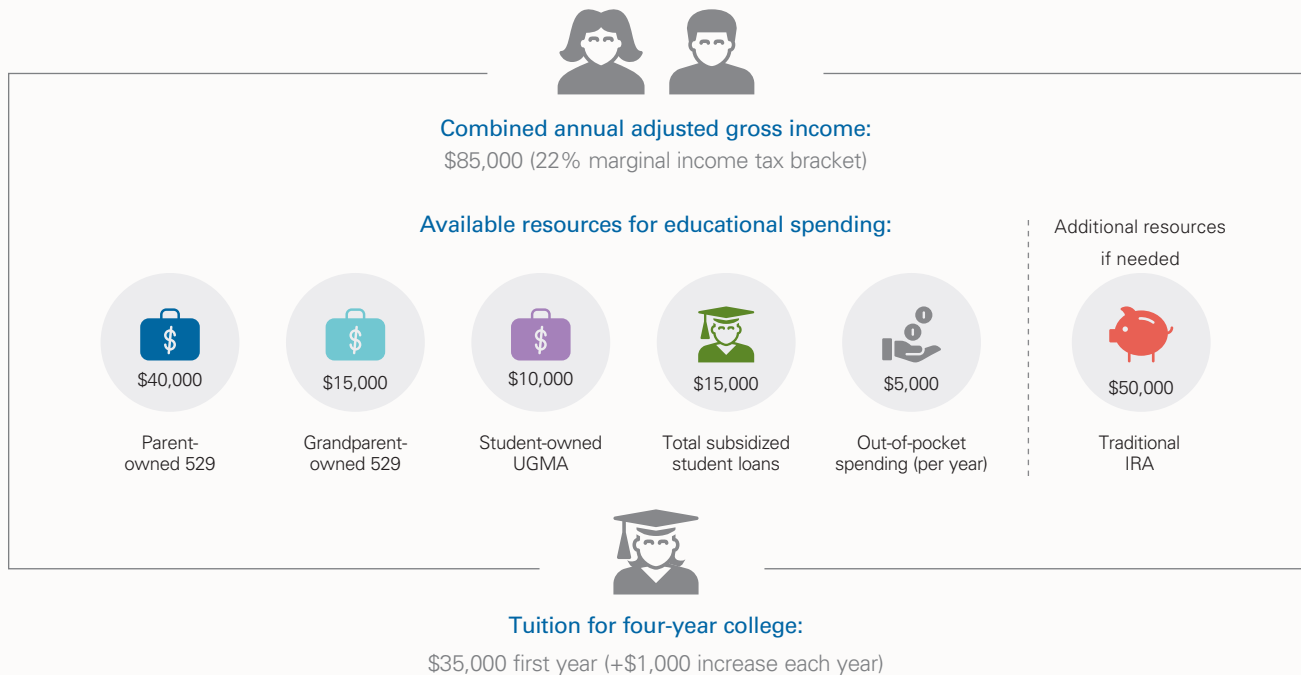 Combined annual adjusted gross income:
$85,000 (22% marginal income tax bracket)
Available resources for educational spending:
Additional resources
if needed
$
$40,000
Parent-
owned 529
$
$15,000
Grandparent-
owned 529
$
$10,000
Student-owned
UGMA
$15,000
Total subsidized
student loans
$5,000
Out-of-pocket
spending (per year)
$50,000
Traditional
IRA
Tuition for four-year college:
$35,000 first year (+$1,000 increase each year)